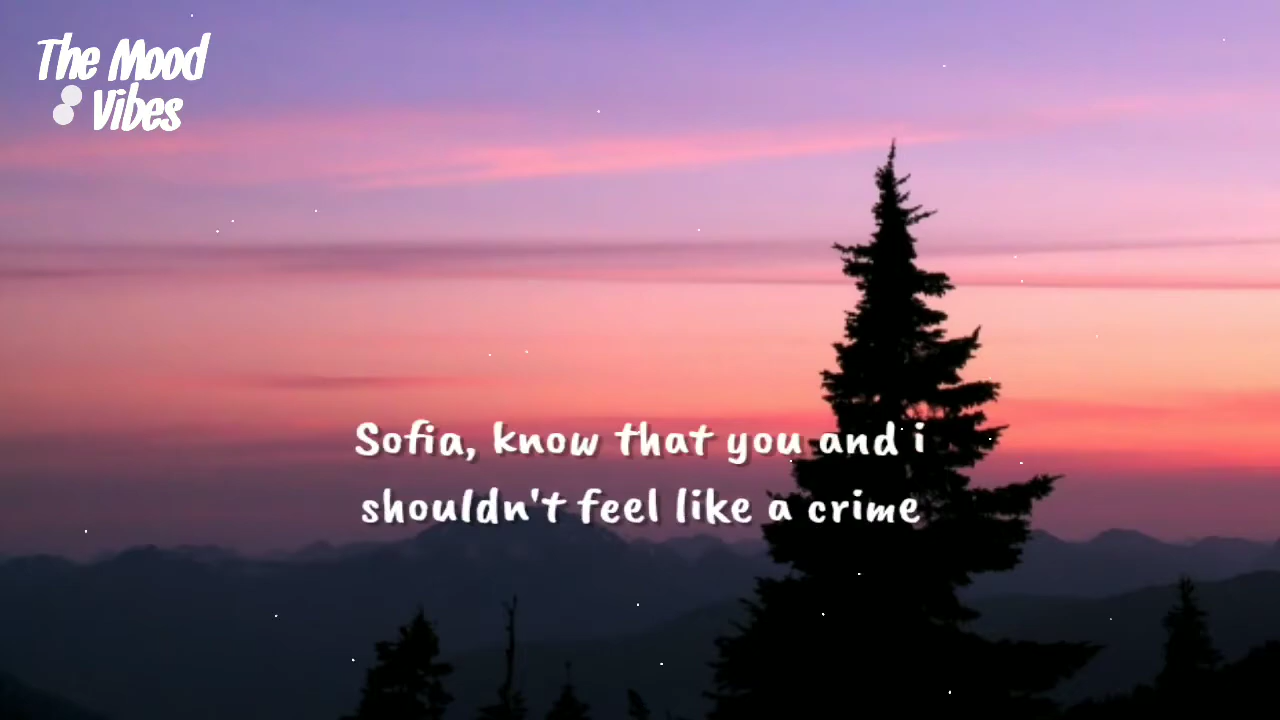 The Mood
Vibes
Sofia, know that you and i
shouldn't feel like a crime